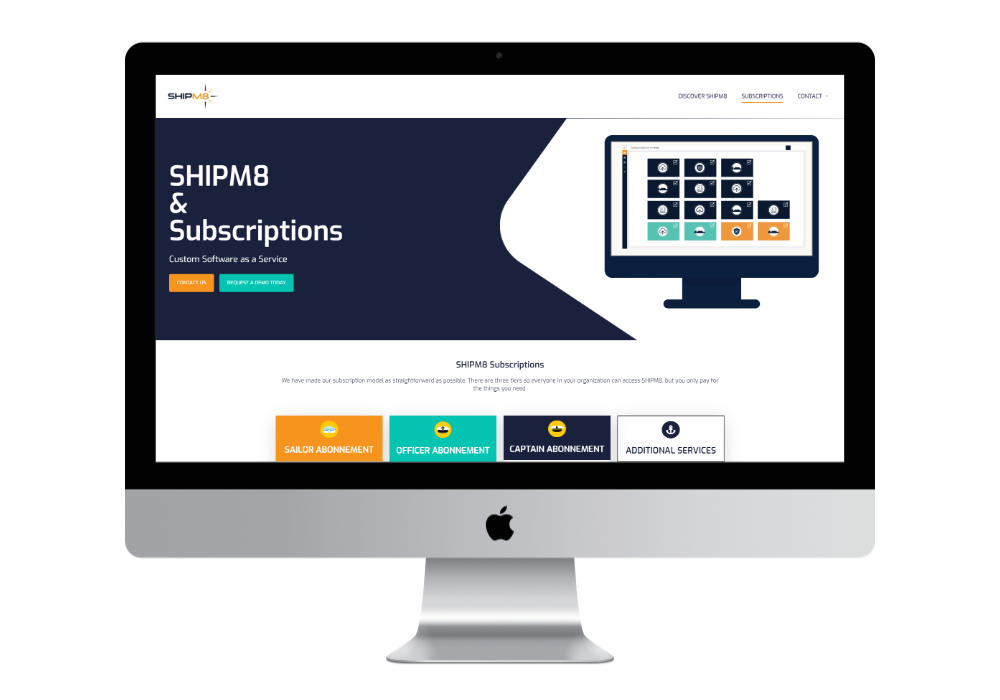 SHIPM8
DISCOVER SHIPM8
SUBSCRIPTIONS
CONTACT
SHIPM8
&
Subscriptions
Custom Software as a Service
CONTACT US
REQUEST A DEMO TODAY
SHIPM8 Subscriptions
We have made our subscription model as straightforward as possible. There are three tiers so everyone in your organization can access SHIPM8, but you only pay for
the things you need.
SAILOR ABONNEMENT
OFFICER ABONNEMENT
CAPTAIN ABONNEMENT
ADDITIONAL SERVICES